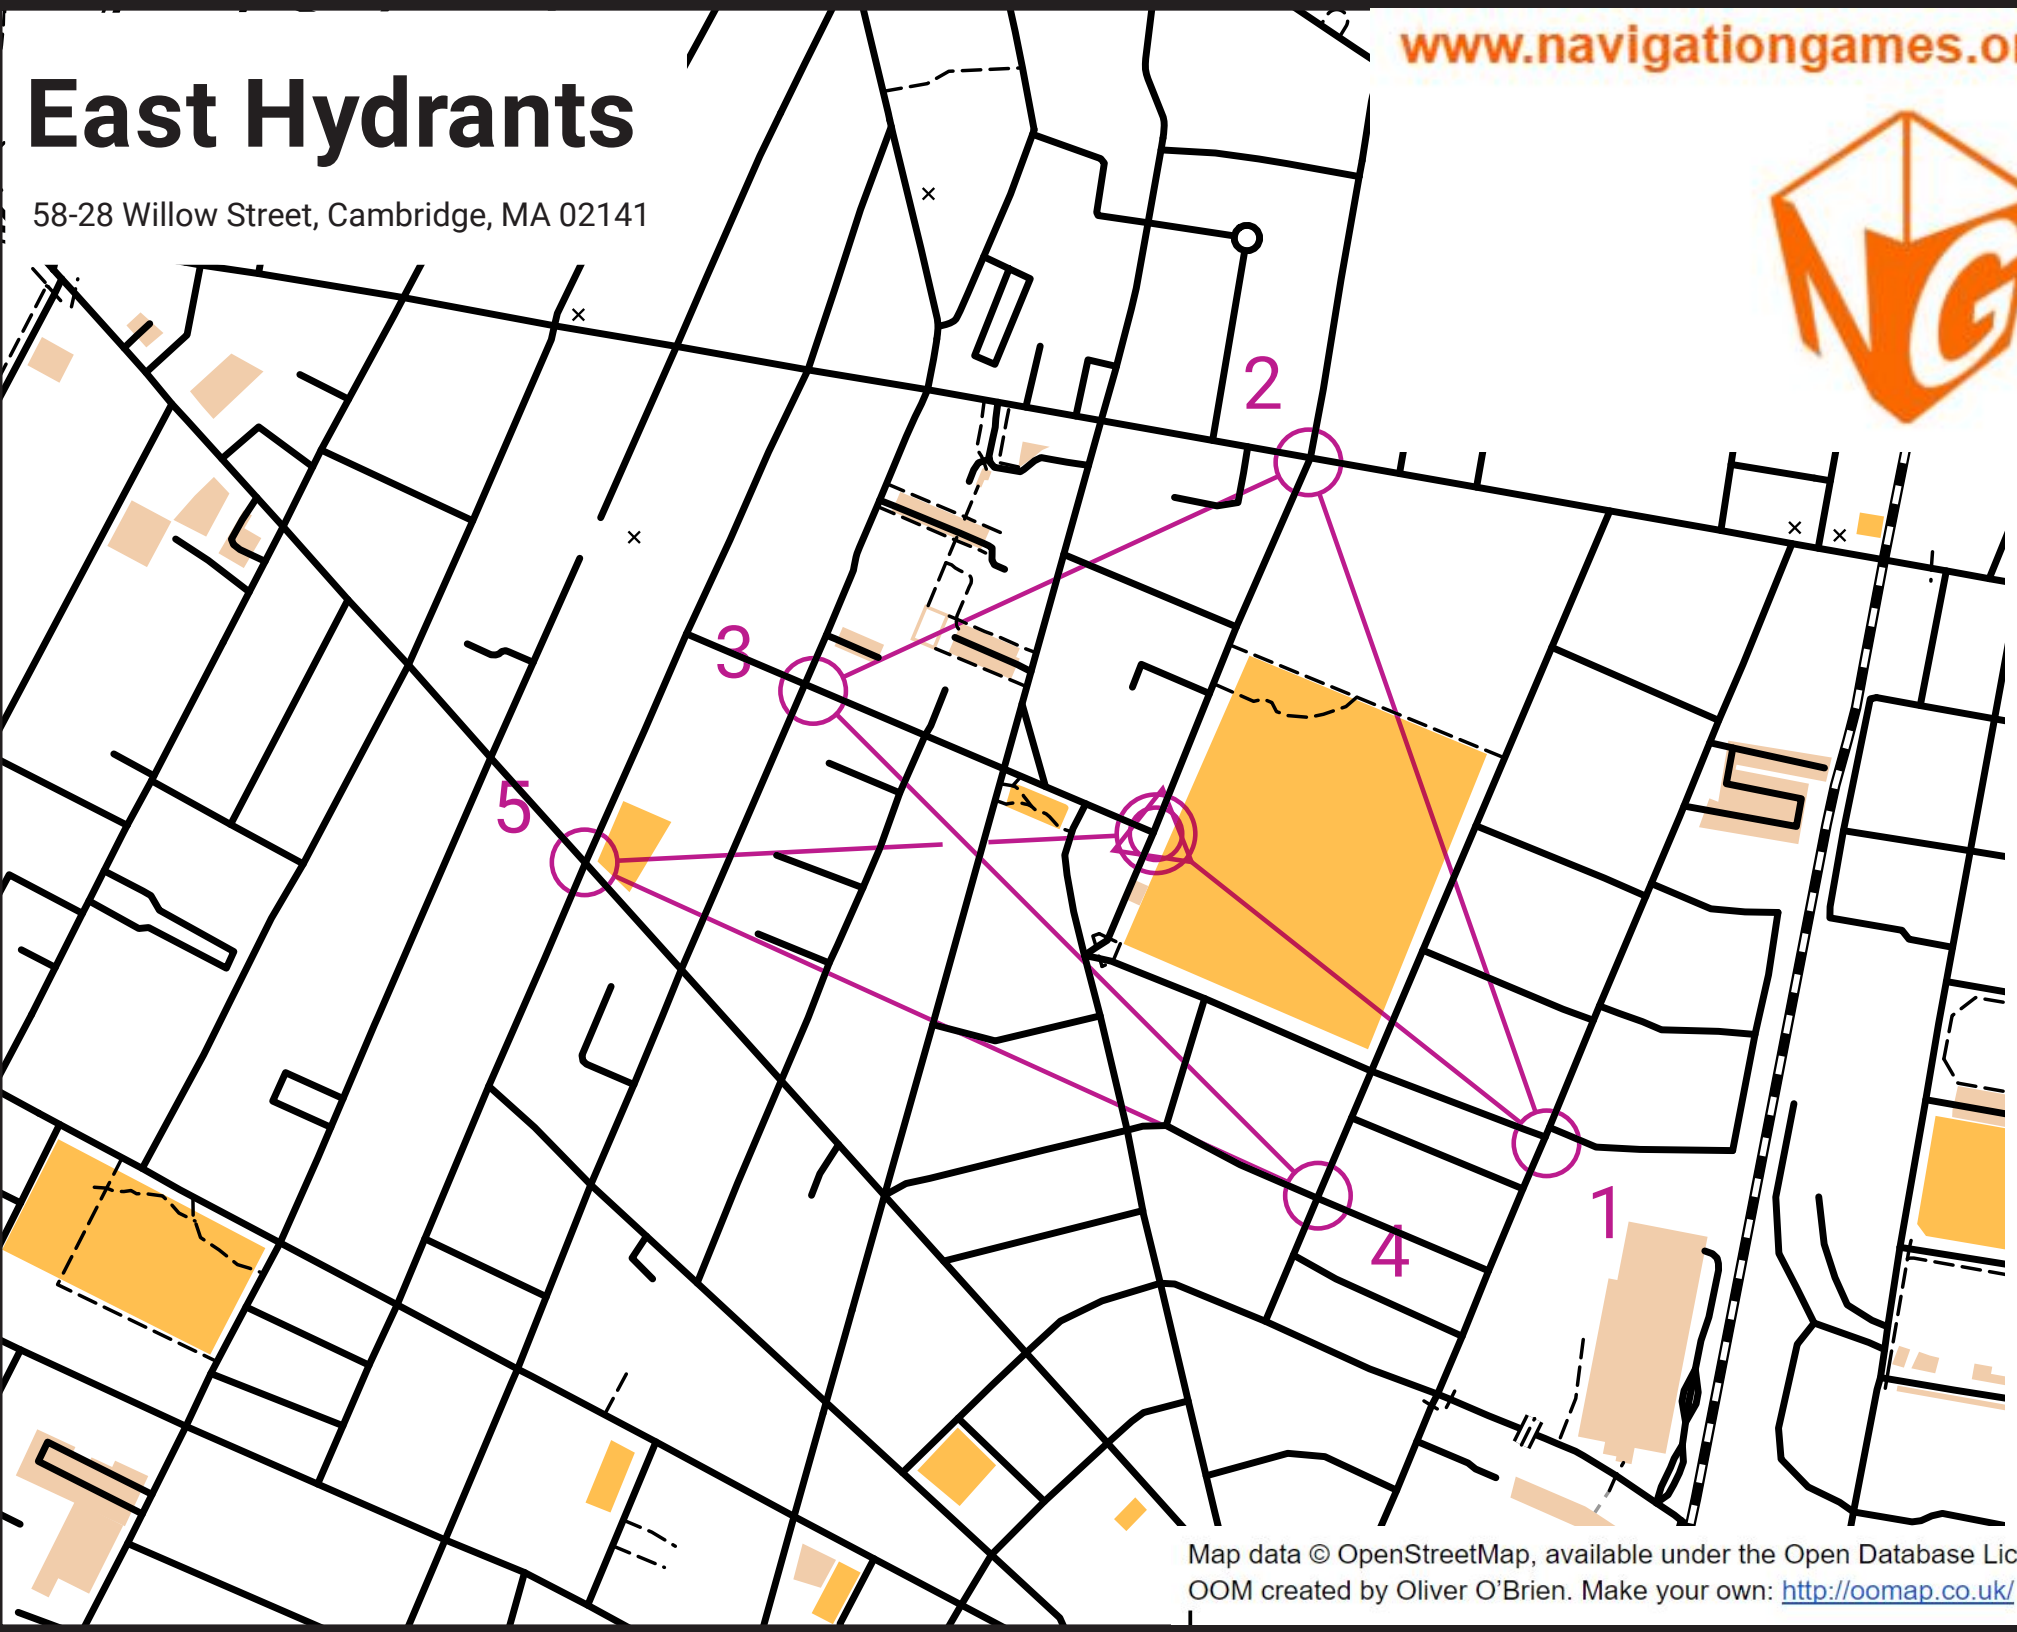 www.navigationgames.o
East Hydrants
58-28 Willow Street, Cambridge, MA 02141
NG
2
3
5
1
4
Map data © OpenStreetMap, available under the Open Database Lic
OOM created by Oliver O'Brien. Make your own: http://oomap.co.uk/